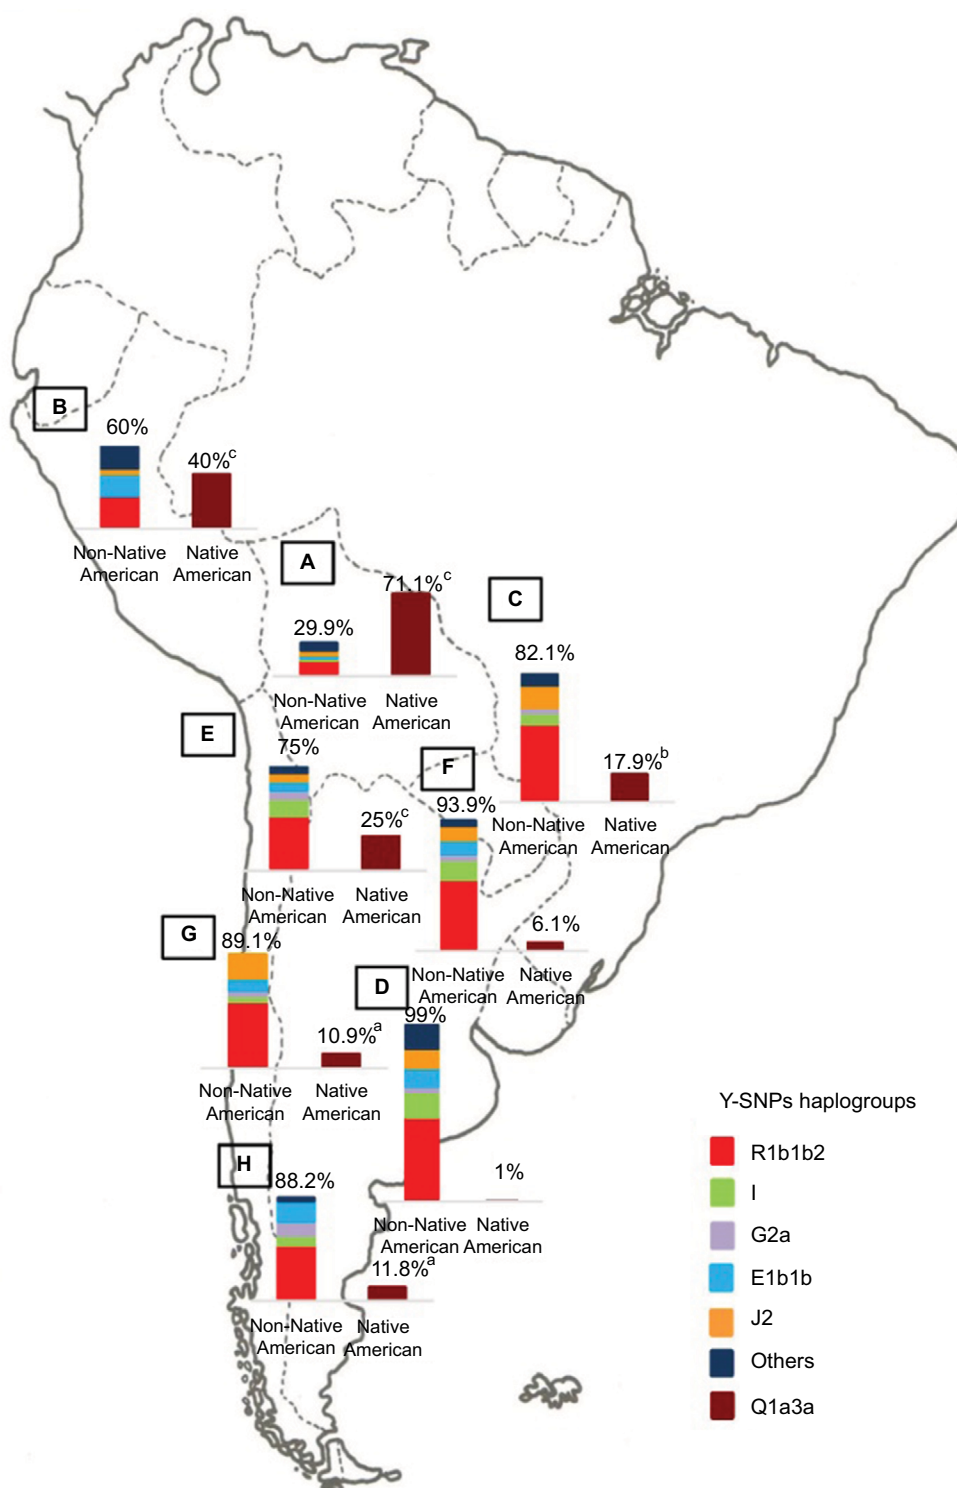 B
60%
40%c
Non-Native
American
Native
American
A
71.1%c
29.9%
Non-Native
American
Native
American
C
82.1%
17.9%b
Non-Native
American
Native
American
E
75%
25%c
Non-Native
American
Native
American
F
93.9%
6.1%
Non-Native
American
Native
American
G
89.1%
10.9%a
Non-Native
American
Native
American
D
99%
1%
Non-Native
American
Native
American
H
88.2%
11.8%a
Non-Native
American
Native
American
Y-SNPs haplogroups
R1b1b2
I
G2a
E1b1b
J2
Others
Q1a3a